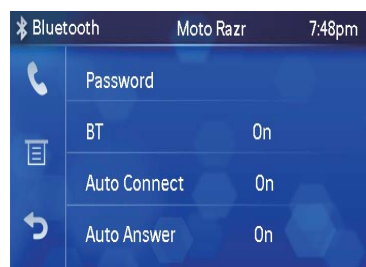 Bluetooth Moto Razr 7:48pm
Password
BT On
Auto Connect On
Auto Answer On